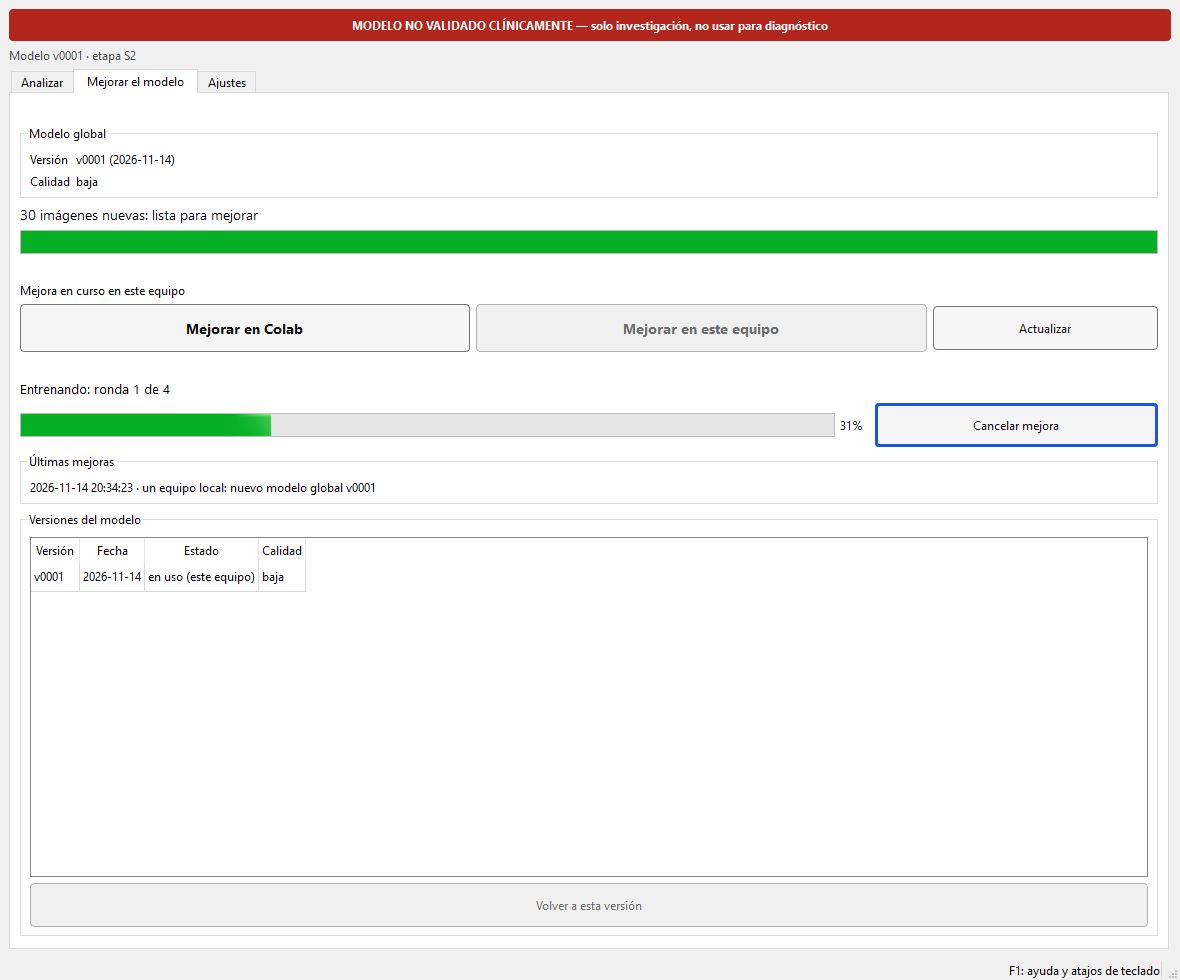 MODELO NO VALIDADO CLÍNICAMENTE — solo investigación, no usar para diagnóstico
Modelo v0001 · etapa S2
Analizar Mejorar el modelo Ajustes
Modelo global
Versión v0001 (2026-11-14)
Calidad baja
30 imágenes nuevas: lista para mejorar
Mejora en curso en este equipo
Mejorar en Colab Mejorar en este equipo Actualizar
Entrenando: ronda 1 de 4
31% Cancelar mejora
Últimas mejoras
2026-11-14 20:34:23 · un equipo local: nuevo modelo global v0001
Versiones del modelo
Versión Fecha Estado Calidad
v0001 2026-11-14 en uso (este equipo) baja
Volver a esta versión
F1: ayuda y atajos de teclado